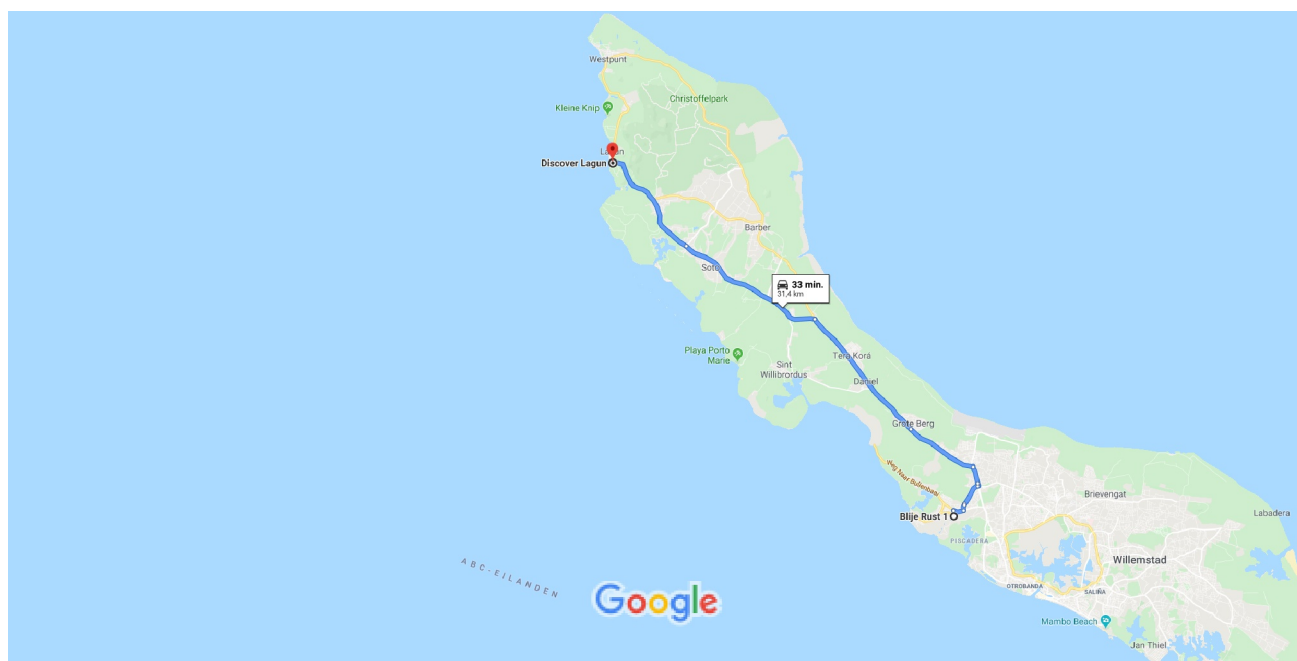 Westpunt
Christoffelpark
Kleine Knip
Discover Lagun
Barber
Soto
33 min.
31,4 km
Playa Porto
Marie
Tera Kora
Sint
Willibrordus
Daniel
Grote Berg
Weg Naar Bullenbaai
Brievengat
Labadera
Blije Rust 1
PISCADERA
Willemstad
ABC-EILANDEN
OTROBANDA
SALIÑA
Google
Mambo Beach
Jan Thiel